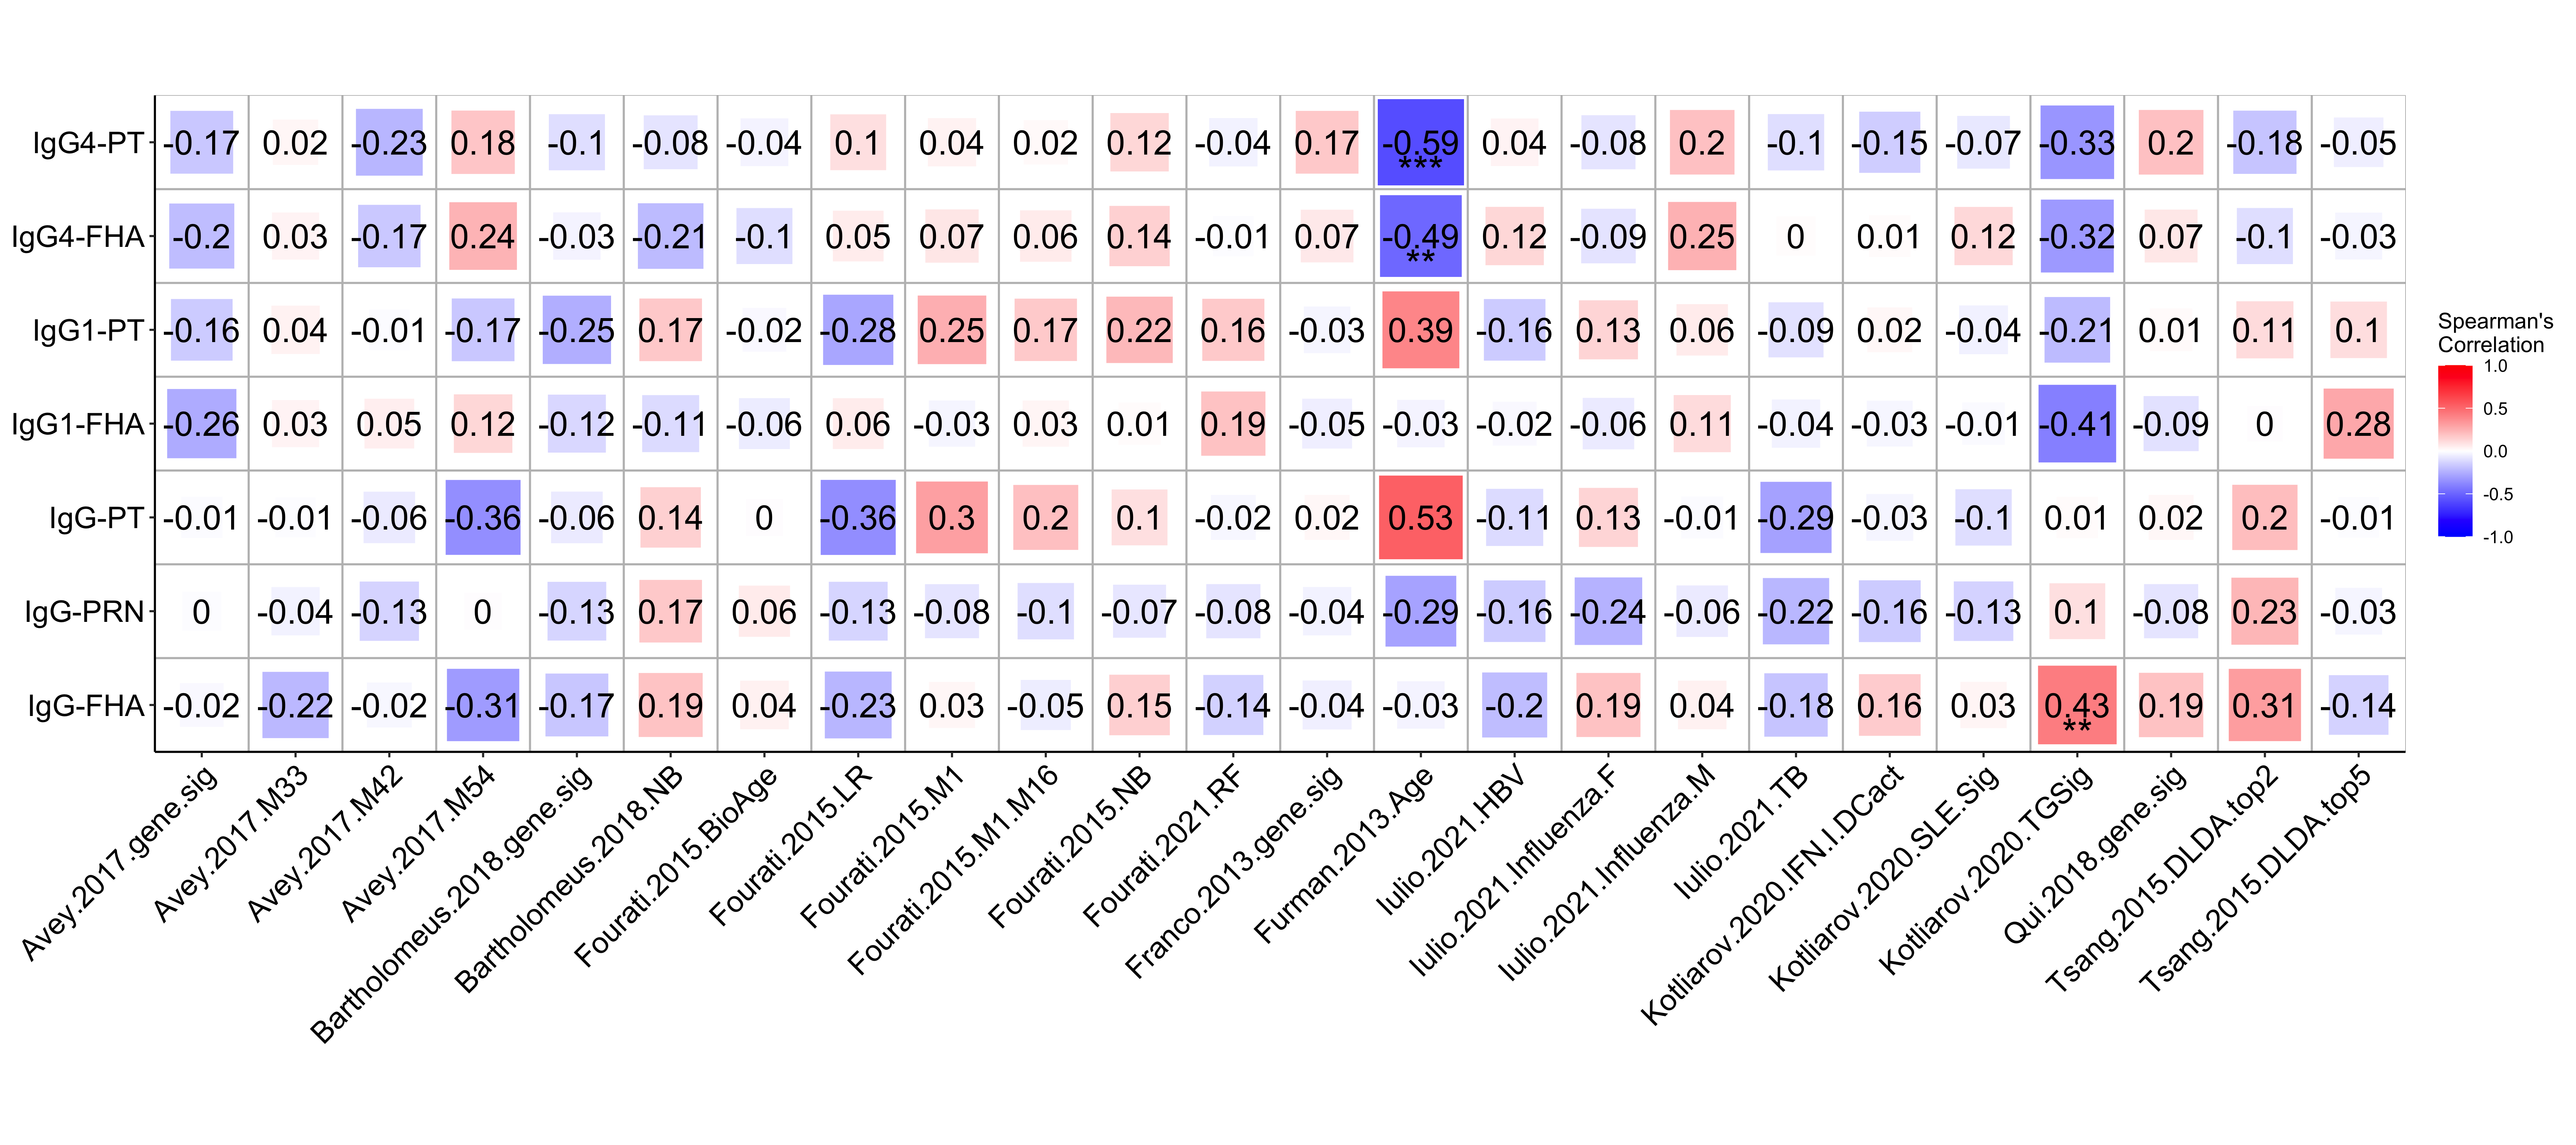 IgG4-PT -0.17 0.02 -0.23 0.18 -0.1 -0.08 -0.04 0.1 0.04 0.02 0.12 -0.04 0.17 -0.59 0.04 -0.08 0.2 -0.1 -0.15 -0.07 -0.33 0.2 -0.18 -0.05
***
IgG4-FHA -0.2 0.03 -0.17 0.24 -0.03 -0.21 -0.1 0.05 0.07 0.06 0.14 -0.01 0.07 -0.49 0.12 -0.09 0.25 0 0.01 0.12 -0.32 0.07 -0.1 -0.03
**
IgG1-PT -0.16 0.04 -0.01 -0.17 -0.25 0.17 -0.02 -0.28 0.25 0.17 0.22 0.16 -0.03 0.39 -0.16 0.13 0.06 -0.09 0.02 -0.04 -0.21 0.01 0.11 0.1
IgG1-FHA -0.26 0.03 0.05 0.12 -0.12 -0.11 -0.06 0.06 -0.03 0.03 0.01 0.19 -0.05 -0.03 -0.02 -0.06 0.11 -0.04 -0.03 -0.01 -0.41 -0.09 0 0.28
IgG-PT -0.01 -0.01 -0.06 -0.36 -0.06 0.14 0 -0.36 0.3 0.2 0.1 -0.02 0.02 0.53 -0.11 0.13 -0.01 -0.29 -0.03 -0.1 0.01 0.02 0.2 -0.01
IgG-PRN 0 -0.04 -0.13 0 -0.13 0.17 0.06 -0.13 -0.08 -0.1 -0.07 -0.08 -0.04 -0.29 -0.16 -0.24 -0.06 -0.22 -0.16 -0.13 0.1 -0.08 0.23 -0.03
IgG-FHA -0.02 -0.22 -0.02 -0.31 -0.17 0.19 0.04 -0.23 0.03 -0.05 0.15 -0.14 -0.04 -0.03 -0.2 0.19 0.04 -0.18 0.16 0.03 0.43 0.19 0.31 -0.14
**
Avey.2017.gene.sig
Avey.2017.M33
Avey.2017.M42
Avey.2017.M54
Bartholomeus.2018.gene.sig
Bartholomeus.2018.NB
Fourati.2015.BioAge
Fourati.2015.LR
Fourati.2015.M1
Fourati.2015.M1.M16
Fourati.2015.NB
Fourati.2021.RF
Franco.2013.gene.sig
Furman.2013.Age
Iulio.2021.HBV
Iulio.2021.Influenza.F
Iulio.2021.Influenza.M
Iulio.2021.TB
Kotliarov.2020.IFN.I.DCact
Kotliarov.2020.SLE.Sig
Kotliarov.2020.TGSig
Qui.2018.gene.sig
Tsang.2015.DLDA.top2
Tsang.2015.DLDA.top5
Spearman's
Correlation
1.0
0.5
0.0
-0.5
-1.0